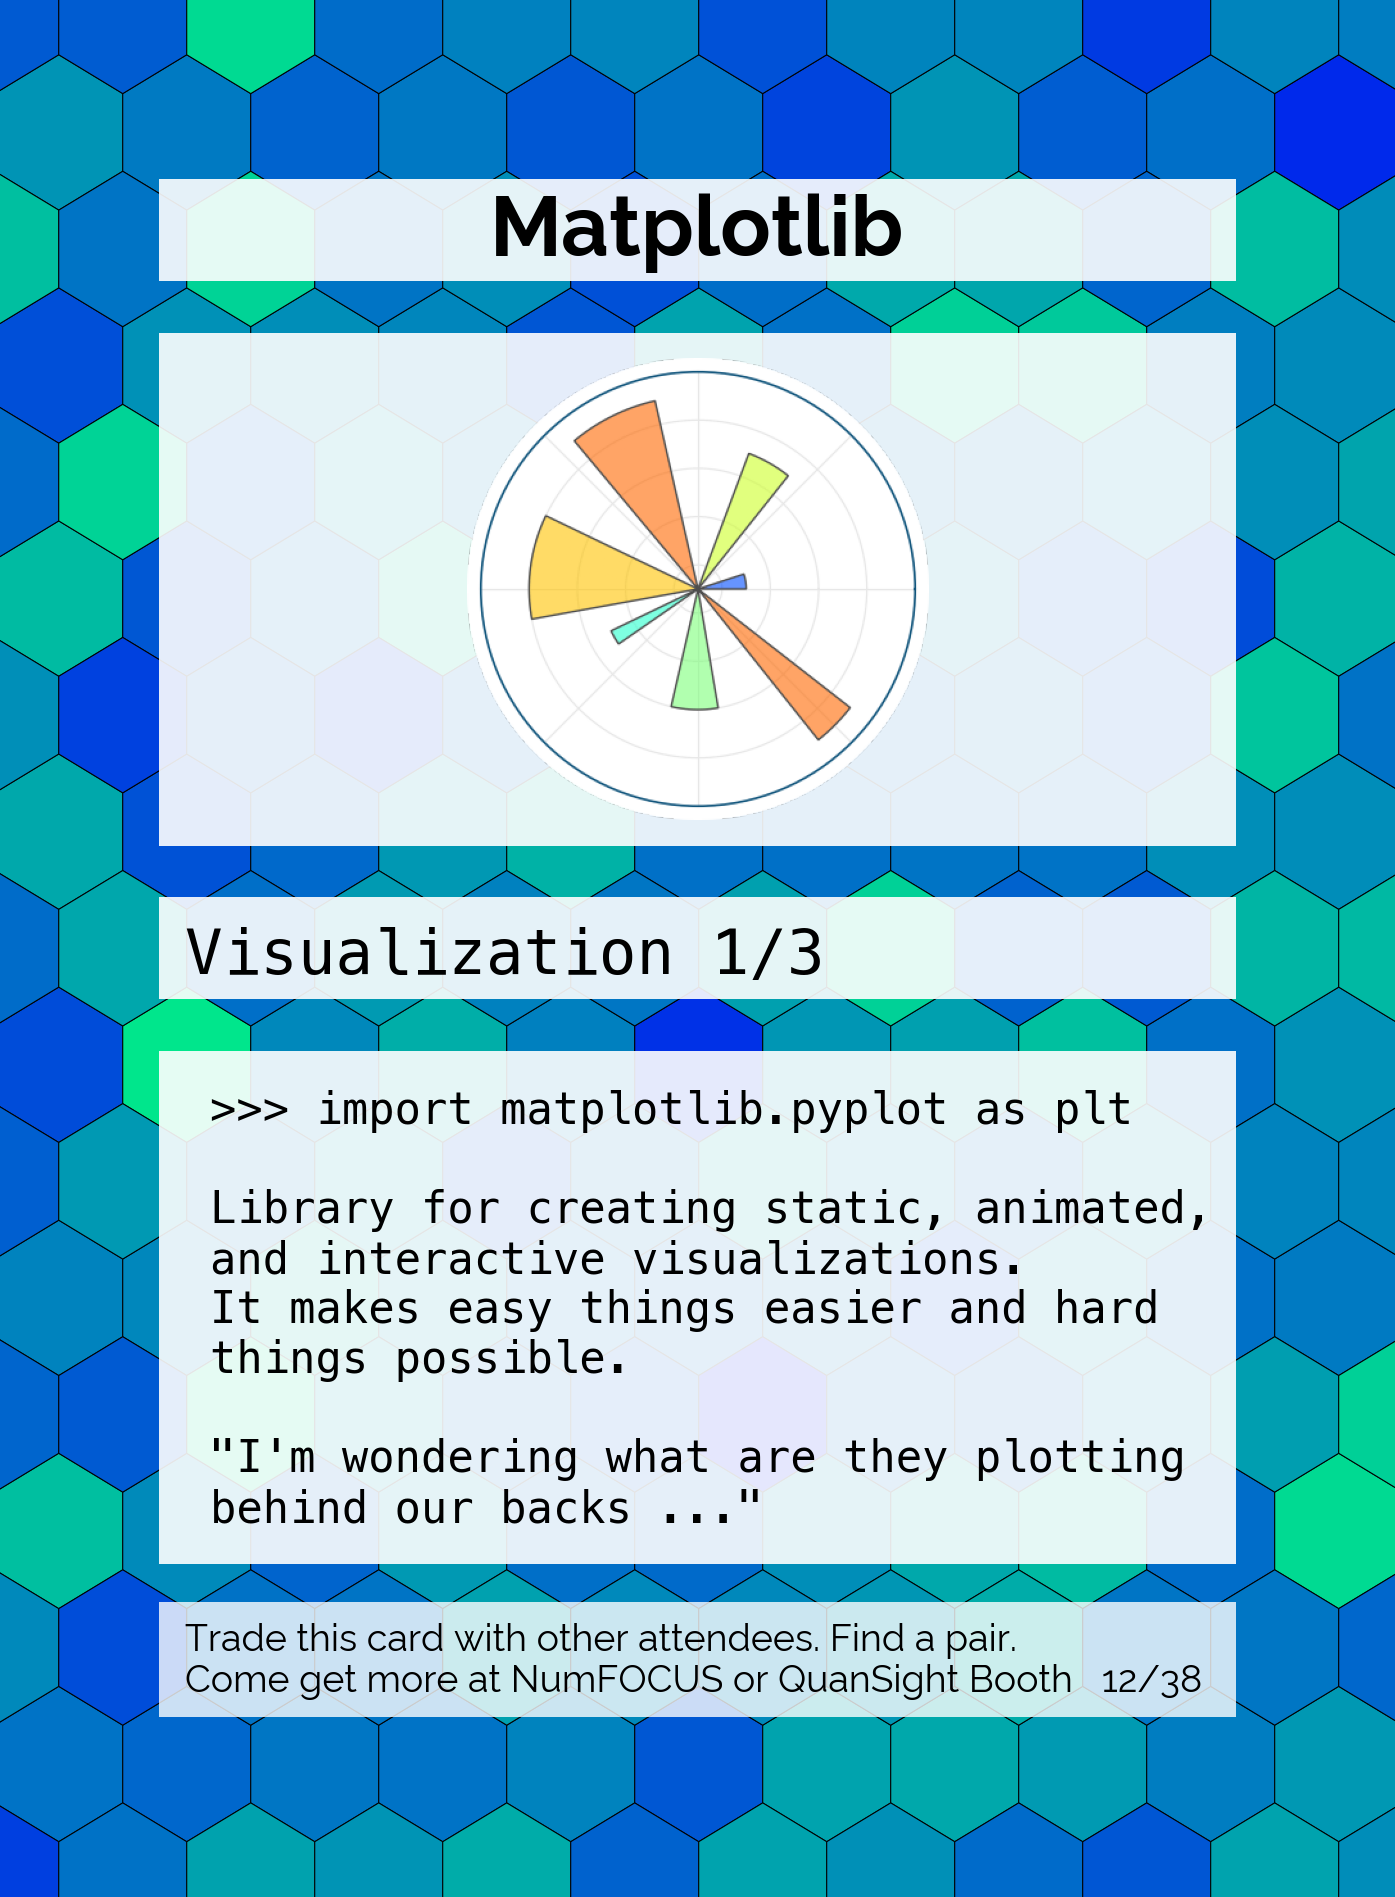 Matplotlib
Visualization 1/3
>>> import matplotlib.pyplot as plt
Library for creating static, animated,
and interactive visualizations.
It makes easy things easier and hard
things possible.
"I'm wondering what are they plotting
behind our backs ..."
Trade this card with other attendees. Find a pair.
Come get more at NumFOCUS or QuanSight Booth 12/38